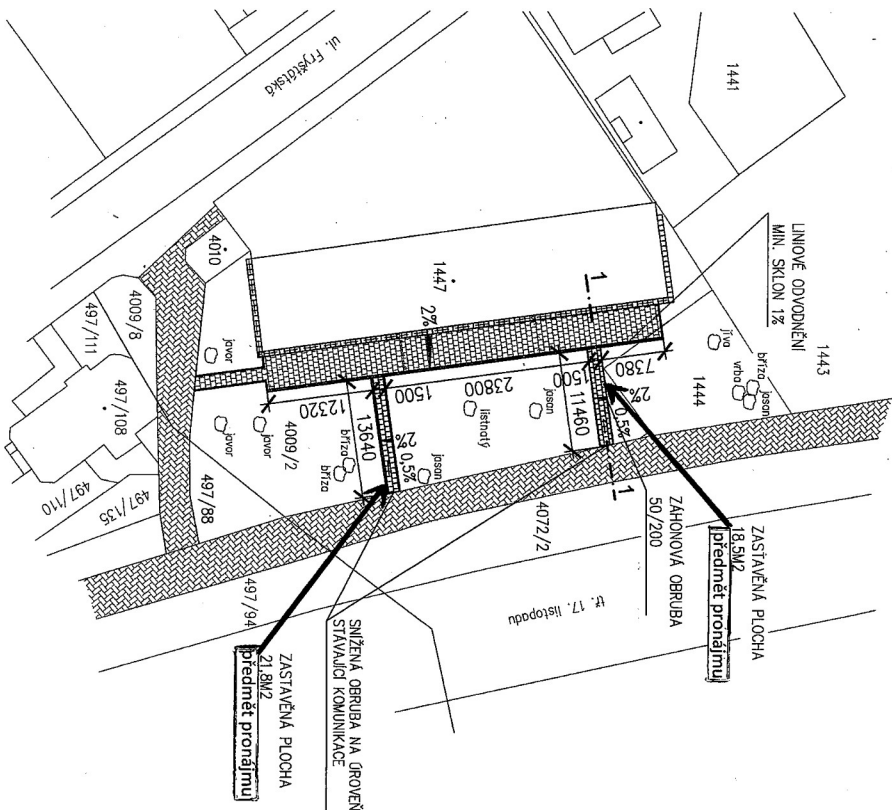 ul. Fryštátská
1441
LINIOVÉ ODVODNĚNÍ
MIN. SKLON 1%
1443
4010
1447
1
2%
4009/8
497/111
javor
497/108
jíva
bříza
vrba
jasan
1444
7380
2%
0,5%
1500
11460
jasan
23800
listnatý
1500
12320
13640
2%
0,5%
jasan
bříza
bříza
4009/2
javor
javor
497/88
497/110
497/135
1
4072/2
ZÁHONOVÁ OBRUBA
50/200
ZASTAVĚNÁ PLOCHA
18,5M2
předmět pronájmu
tř. 17. listopadu
497/94
SNÍŽENÁ OBRUBA NA ÚROVEŇ
STÁVAJÍCÍ KOMUNIKACE
ZASTAVĚNÁ PLOCHA
21,8M2
předmět pronájmu